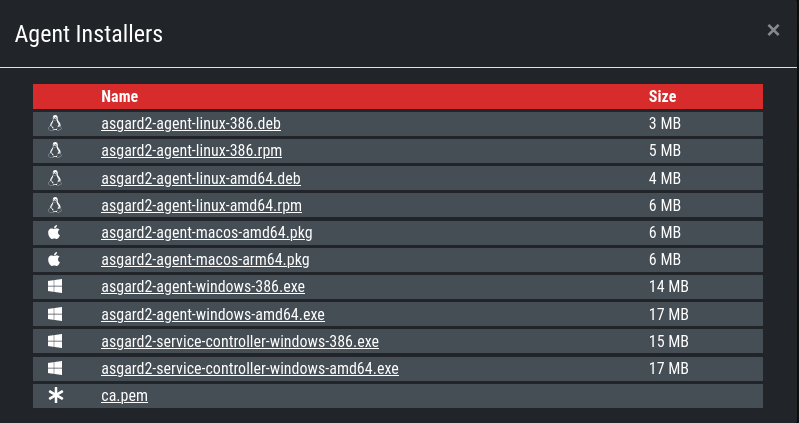 Agent Installers
Name Size
asgard2-agent-linux-386.deb 3 MB
asgard2-agent-linux-386.rpm 5 MB
asgard2-agent-linux-amd64.deb 4 MB
asgard2-agent-linux-amd64.rpm 6 MB
asgard2-agent-macos-amd64.pkg 6 MB
asgard2-agent-macos-arm64.pkg 6 MB
asgard2-agent-windows-386.exe 14 MB
asgard2-agent-windows-amd64.exe 17 MB
asgard2-service-controller-windows-386.exe 15 MB
asgard2-service-controller-windows-amd64.exe 17 MB
ca.pem